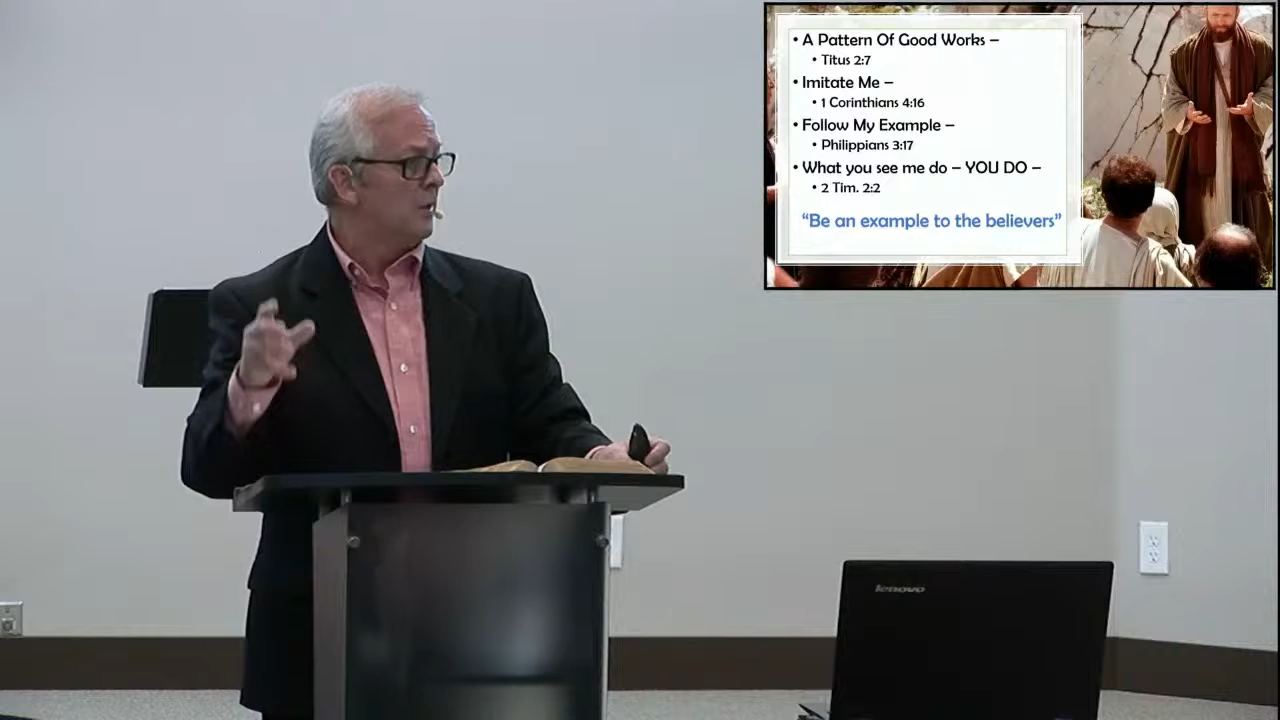 • A Pattern Of Good Works –
• Titus 2:7
• Imitate Me –
• 1 Corinthians 4:16
• Follow My Example –
• Philippians 3:17
• What you see me do – YOU DO –
• 2 Tim. 2:2
“Be an example to the believers”
lenovo